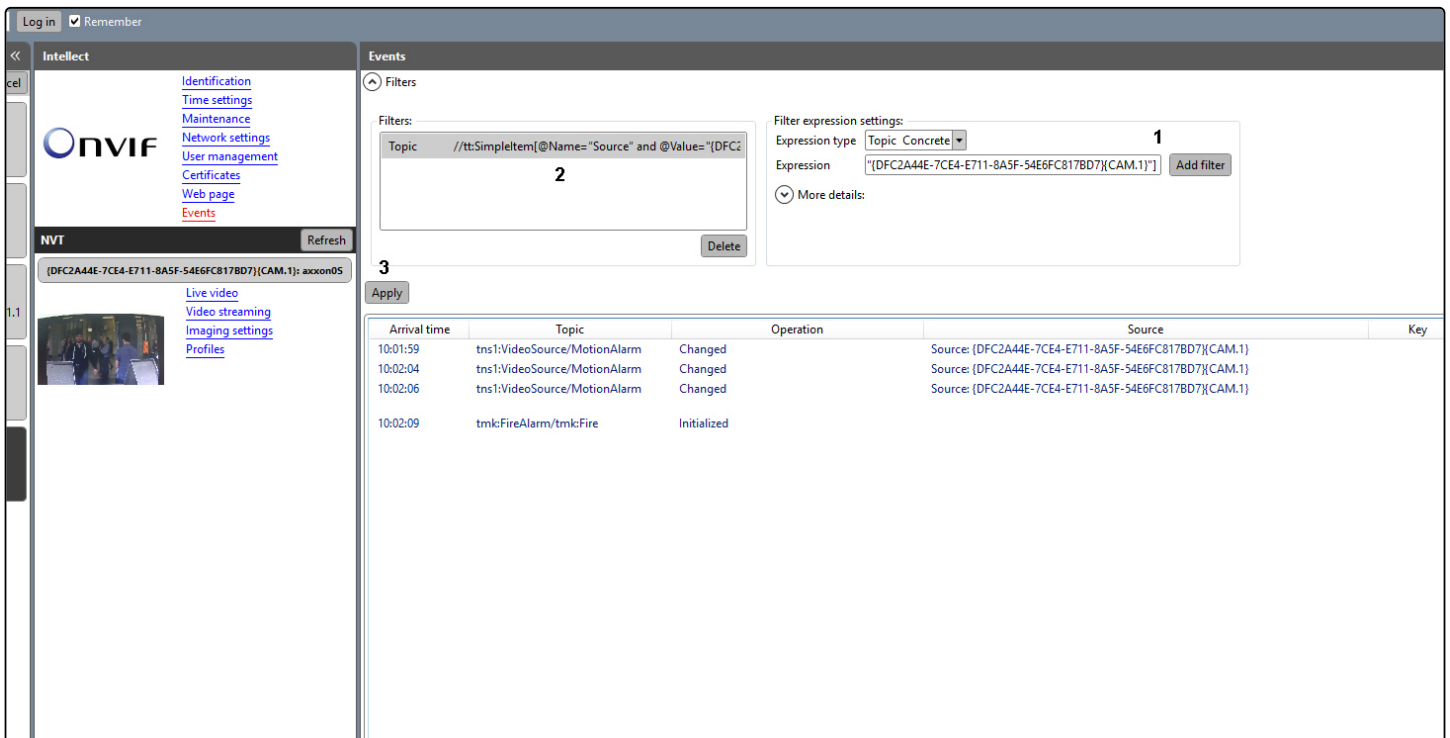 Log in Remember
« Intellect Events
cel
Filters
Identification
Time settings
Maintenance
Network settings
User management
Certificates
Web page
Events
Onvif
Filters:
Topic //tt:SimpleItem[@Name="Source" and @Value="{DFC2
2
Delete
Filter expression settings:
1
Expression type Topic Concrete
Expression "{DFC2A44E-7CE4-E711-8A5F-54E6FC817BD7}{CAM.1}"] Add filter
More details:
NVT Refresh
{DFC2A44E-7CE4-E711-8A5F-54E6FC817BD7}{CAM.1}: axxon0S
Live video
Video streaming
Imaging settings
Profiles
1.1
3
Apply
Arrival time Topic Operation Source Key
10:01:59 tns1:VideoSource/MotionAlarm Changed Source: {DFC2A44E-7CE4-E711-8A5F-54E6FC817BD7}{CAM.1}
10:02:04 tns1:VideoSource/MotionAlarm Changed Source: {DFC2A44E-7CE4-E711-8A5F-54E6FC817BD7}{CAM.1}
10:02:06 tns1:VideoSource/MotionAlarm Changed Source: {DFC2A44E-7CE4-E711-8A5F-54E6FC817BD7}{CAM.1}
10:02:09 tmk:FireAlarm/tmk:Fire Initialized